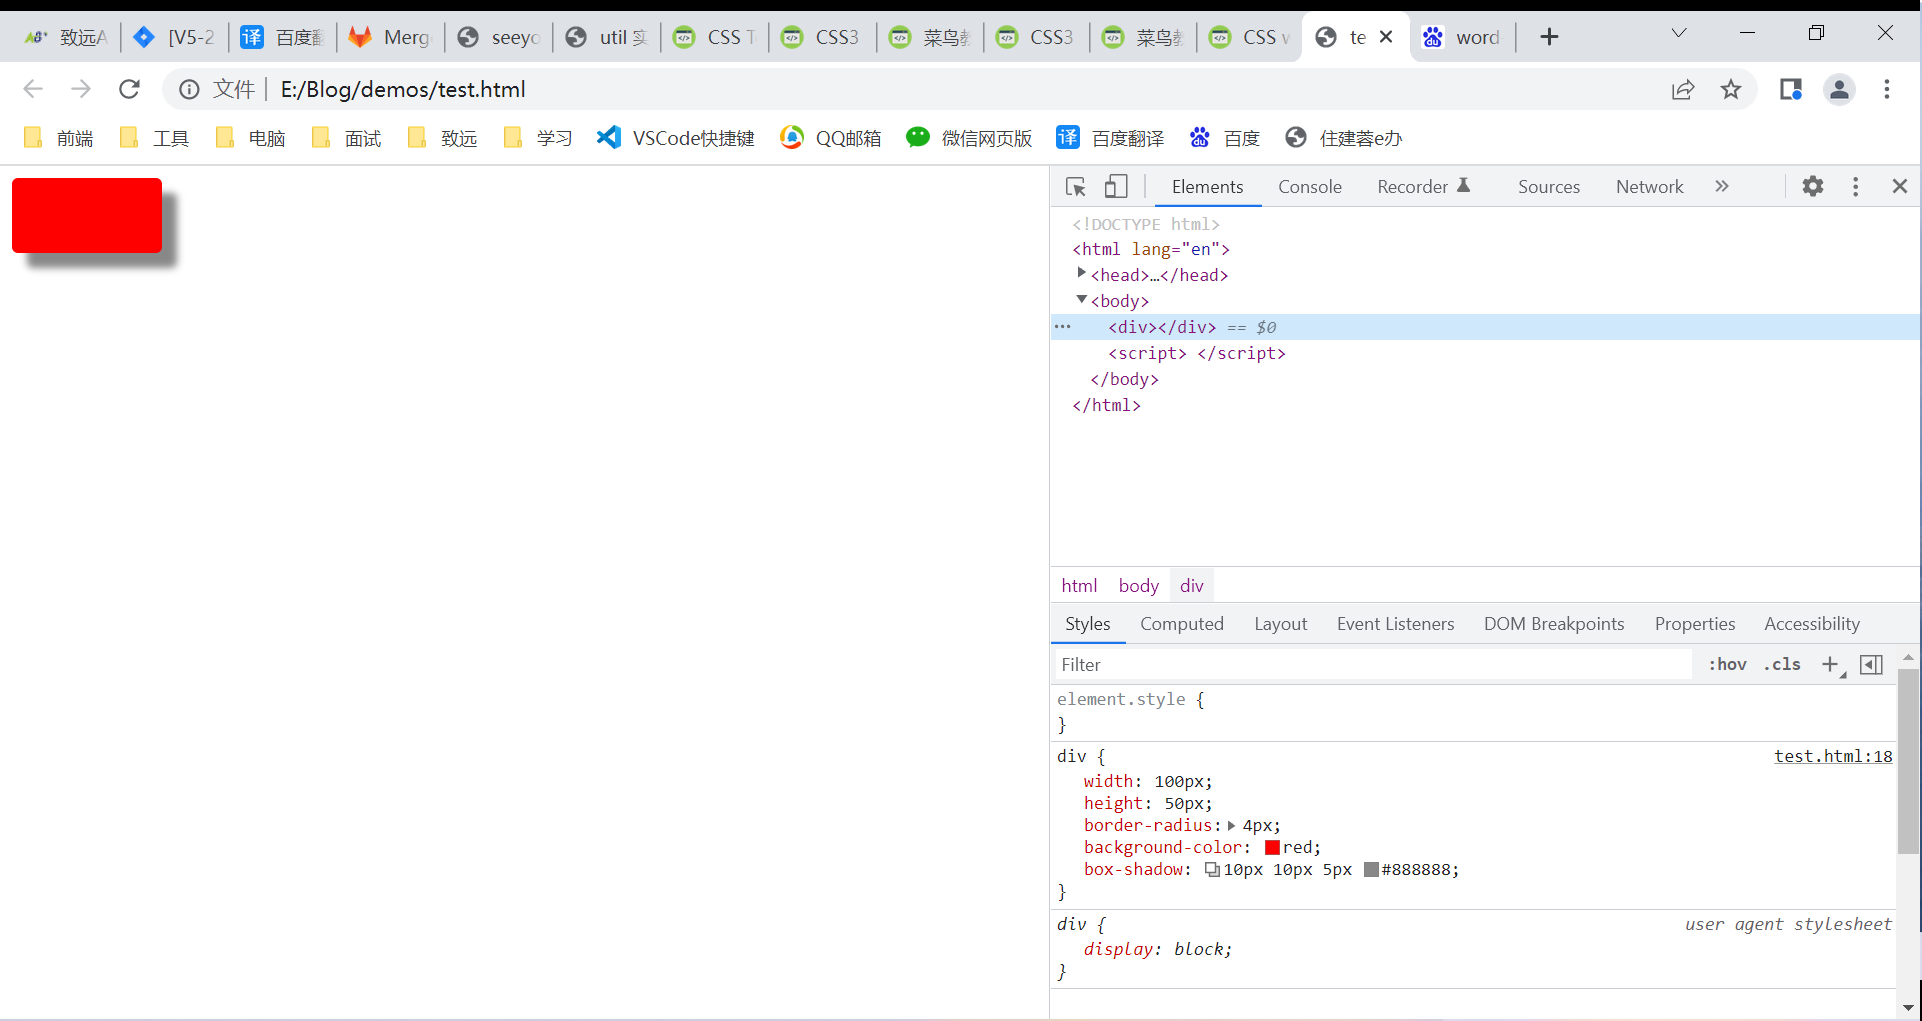 致远A [V5-2 百度翻 Merg seeyo util 实 CSS T CSS3 菜鸟教 CSS3 菜鸟教 CSS v te word
文件 E:/Blog/demos/test.html
前端 工具 电脑 面试 致远 学习 VSCode快捷键 QQ邮箱 微信网页版 译 百度翻译 百度 住建蓉e办
Elements Console Recorder Sources Network »
<!DOCTYPE html>
<html lang="en">
<head>…</head>
<body>
<div></div> == $0
<script> </script>
</body>
</html>
html body div
Styles Computed Layout Event Listeners DOM Breakpoints Properties Accessibility
Filter :hov .cls +
element.style {
}
div { test.html:18
width: 100px;
height: 50px;
border-radius: 4px;
background-color: red;
box-shadow: 10px 10px 5px #888888;
}
div { user agent stylesheet
display: block;
}